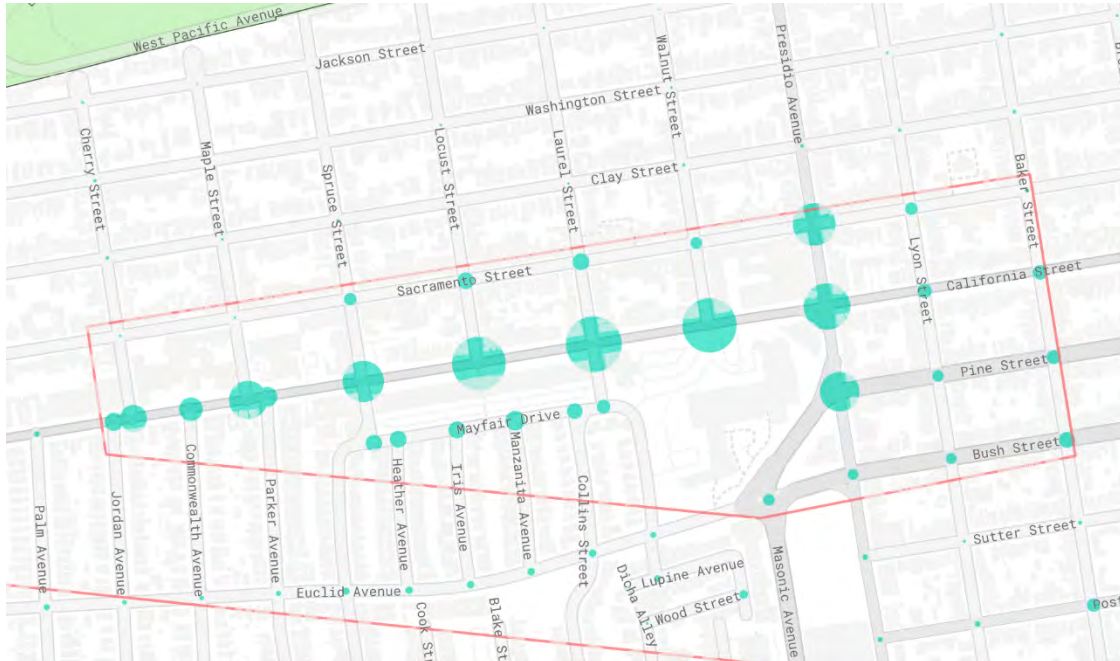 West Pacific Avenue
Jackson Street
Walnut Street
Presidio Avenue
Washington Street
Cherry Street
Maple Street
Spruce Street
Locust Street
Laurel Street
Clay Street
Baker Street
Lyon Street
Sacramento Street
California Street
Pine Street
Mayfair Drive
Bush Street
Palm Avenue
Jordan Avenue
Commonwealth Avenue
Parker Avenue
Heather Avenue
Iris Avenue
Manzanita Avenue
Collins Street
Masonic Avenue
Sutter Street
Euclid Avenue
Cook Str
Blake St
Dicha Alley
Lupine Avenue
Wood Street
Post